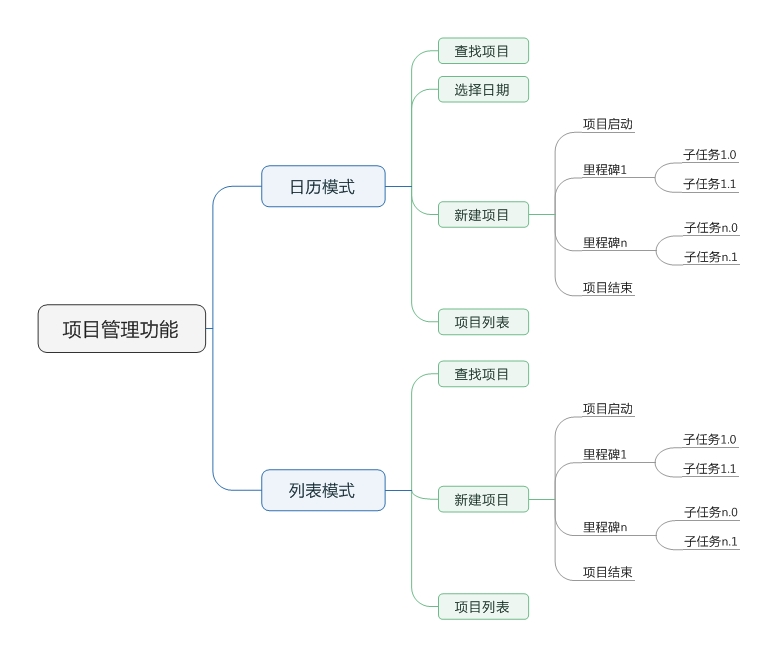 项目管理功能
日历模式
查找项目
选择日期
新建项目
项目启动
里程碑1
子任务1.0
子任务1.1
里程碑n
子任务n.0
子任务n.1
项目结束
项目列表
列表模式
查找项目
新建项目
项目启动
里程碑1
子任务1.0
子任务1.1
里程碑n
子任务n.0
子任务n.1
项目结束
项目列表